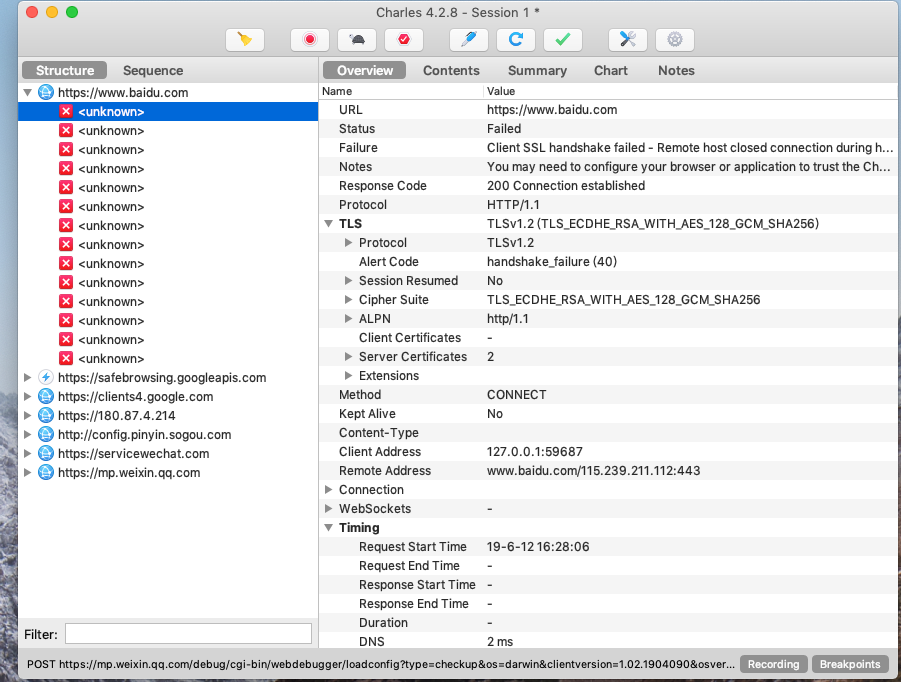 Charles 4.2.8 - Session 1 *
Structure Sequence
Overview Contents Summary Chart Notes
https://www.baidu.com
<unknown>
<unknown>
<unknown>
<unknown>
<unknown>
<unknown>
<unknown>
<unknown>
<unknown>
<unknown>
<unknown>
<unknown>
<unknown>
<unknown>
https://safebrowsing.googleapis.com
https://clients4.google.com
https://180.87.4.214
http://config.pinyin.sogou.com
https://servicewechat.com
https://mp.weixin.qq.com
Filter:
Name Value
URL https://www.baidu.com
Status Failed
Failure Client SSL handshake failed - Remote host closed connection during h...
Notes You may need to configure your browser or application to trust the Ch...
Response Code 200 Connection established
Protocol HTTP/1.1
TLS TLSv1.2 (TLS_ECDHE_RSA_WITH_AES_128_GCM_SHA256)
Protocol TLSv1.2
Alert Code handshake_failure (40)
Session Resumed No
Cipher Suite TLS_ECDHE_RSA_WITH_AES_128_GCM_SHA256
ALPN http/1.1
Client Certificates -
Server Certificates 2
Extensions
Method CONNECT
Kept Alive No
Content-Type
Client Address 127.0.0.1:59687
Remote Address www.baidu.com/115.239.211.112:443
Connection
WebSockets -
Timing
Request Start Time 19-6-12 16:28:06
Request End Time -
Response Start Time -
Response End Time -
Duration -
DNS 2 ms
POST https://mp.weixin.qq.com/debug/cgi-bin/webdebugger/loadconfig?type=checkup&os=darwin&clientversion=1.02.1904090&osver... Recording Breakpoints